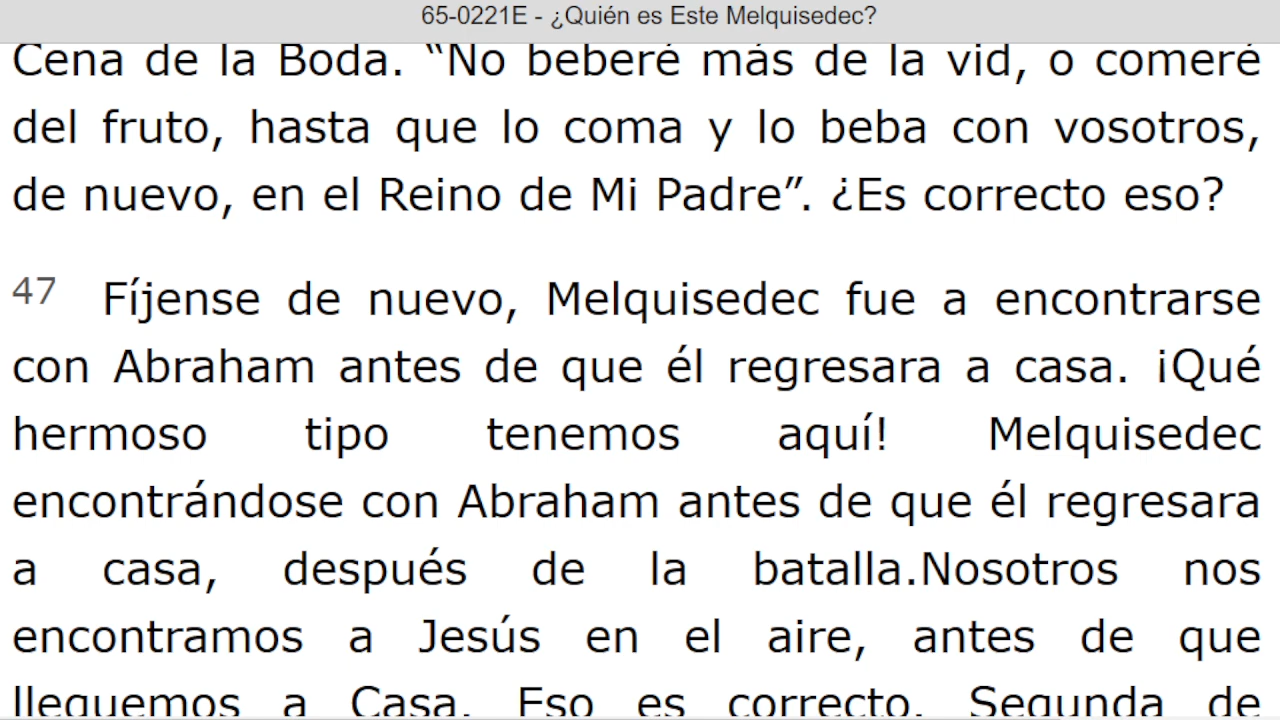 65-0221E - ¿Quién es Este Melquisedec?
Cena de la Boda. “No beberé más de la vid, o comeré
del fruto, hasta que lo coma y lo beba con vosotros,
de nuevo, en el Reino de Mi Padre”. ¿Es correcto eso?
47 Fíjense de nuevo, Melquisedec fue a encontrarse
con Abraham antes de que él regresara a casa. ¡Qué
hermoso tipo tenemos aquí! Melquisedec
encontrándose con Abraham antes de que él regresara
a casa, después de la batalla.Nosotros nos
encontramos a Jesús en el aire, antes de que
lleguemos a Casa. Eso es correcto. Segunda de